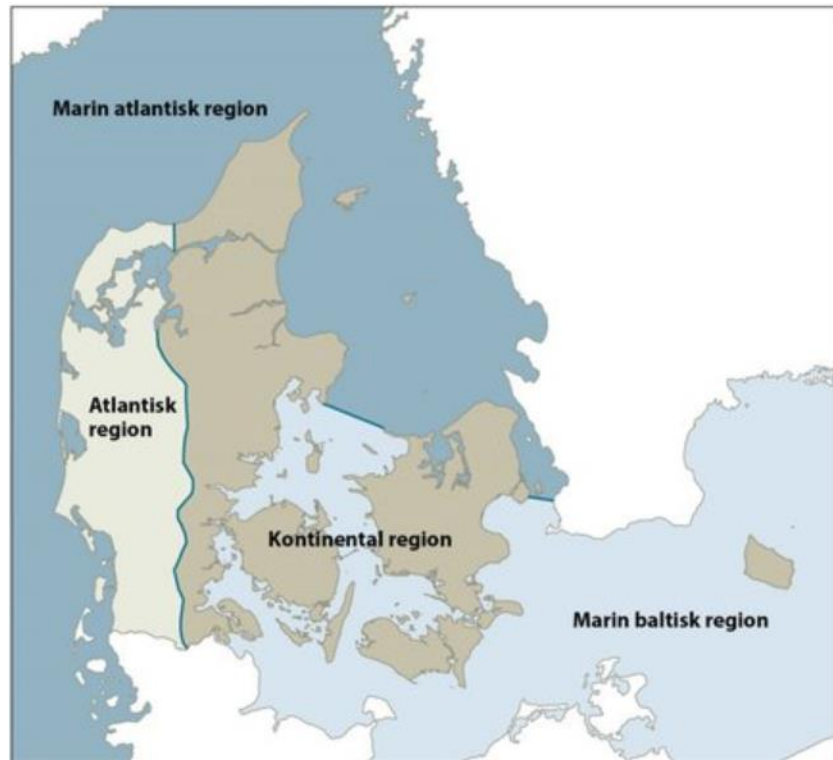 Marin atlantisk region
Atlantisk
region
Kontinental region
Marin baltisk region